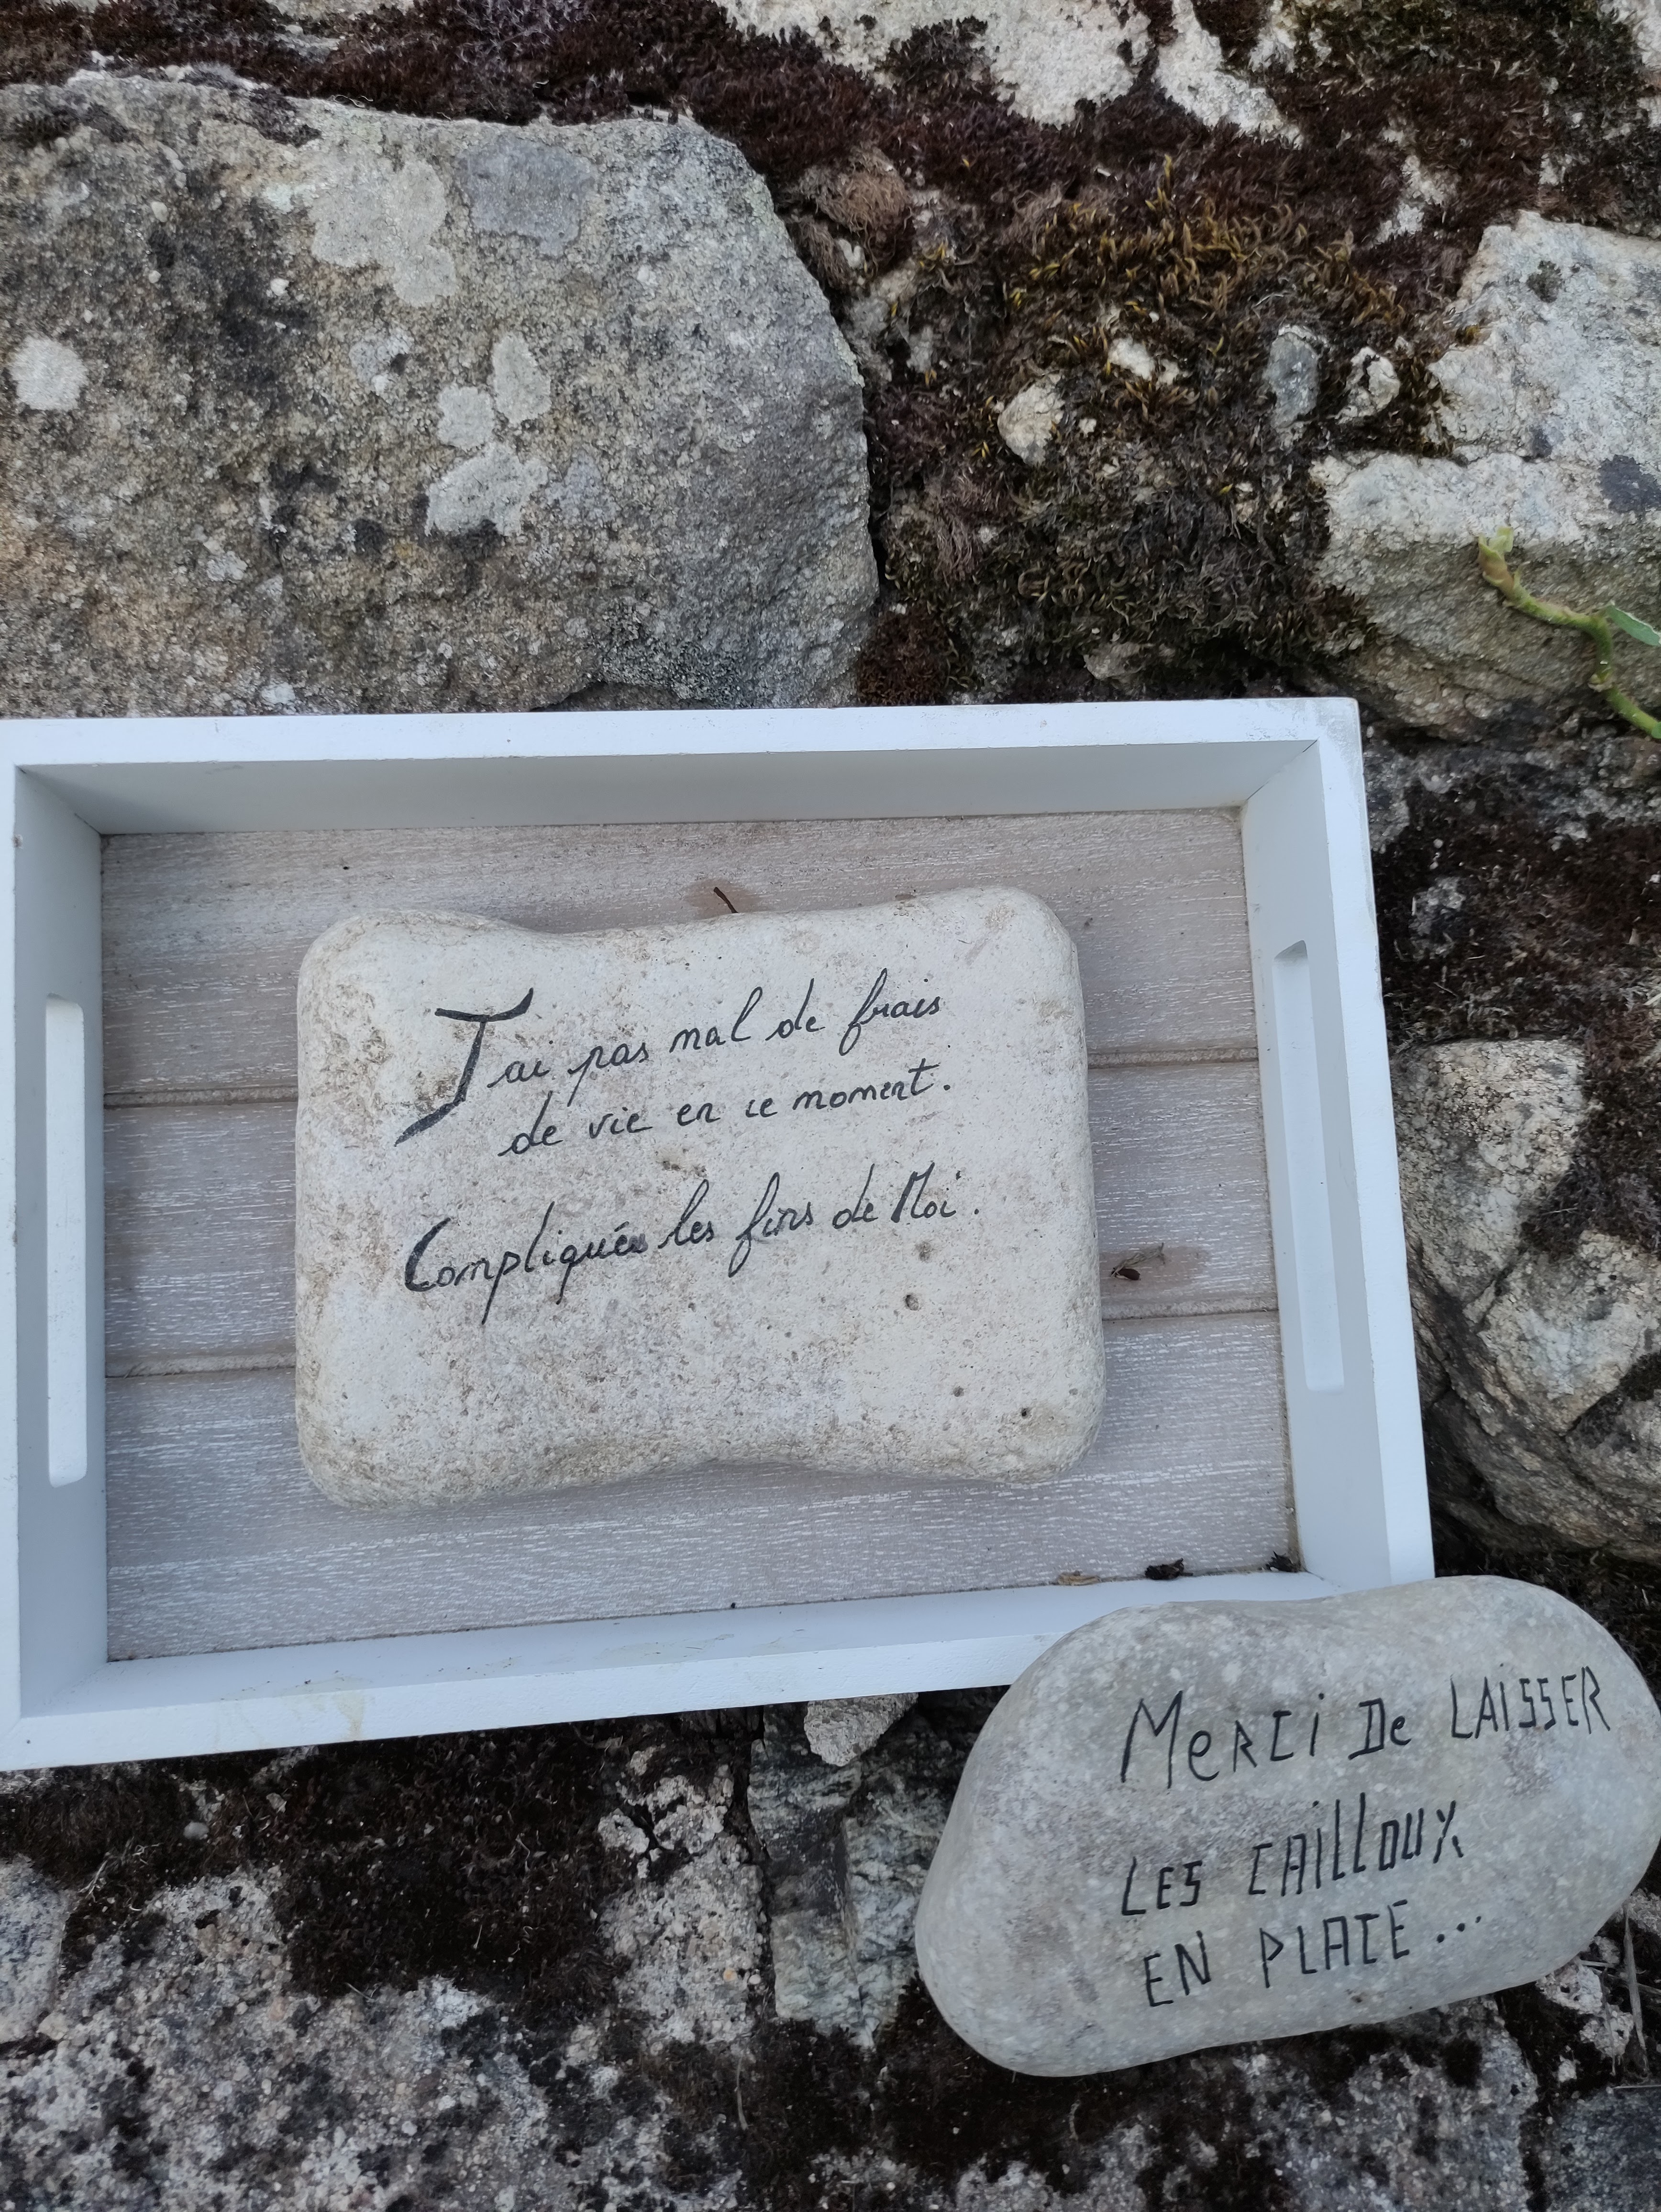 J'ai pas mal de frais
de vie en ce moment.
Compliquées les fins de Moi.
Merci De LAiSSER
LES CAiLLOUX
EN PLACE...